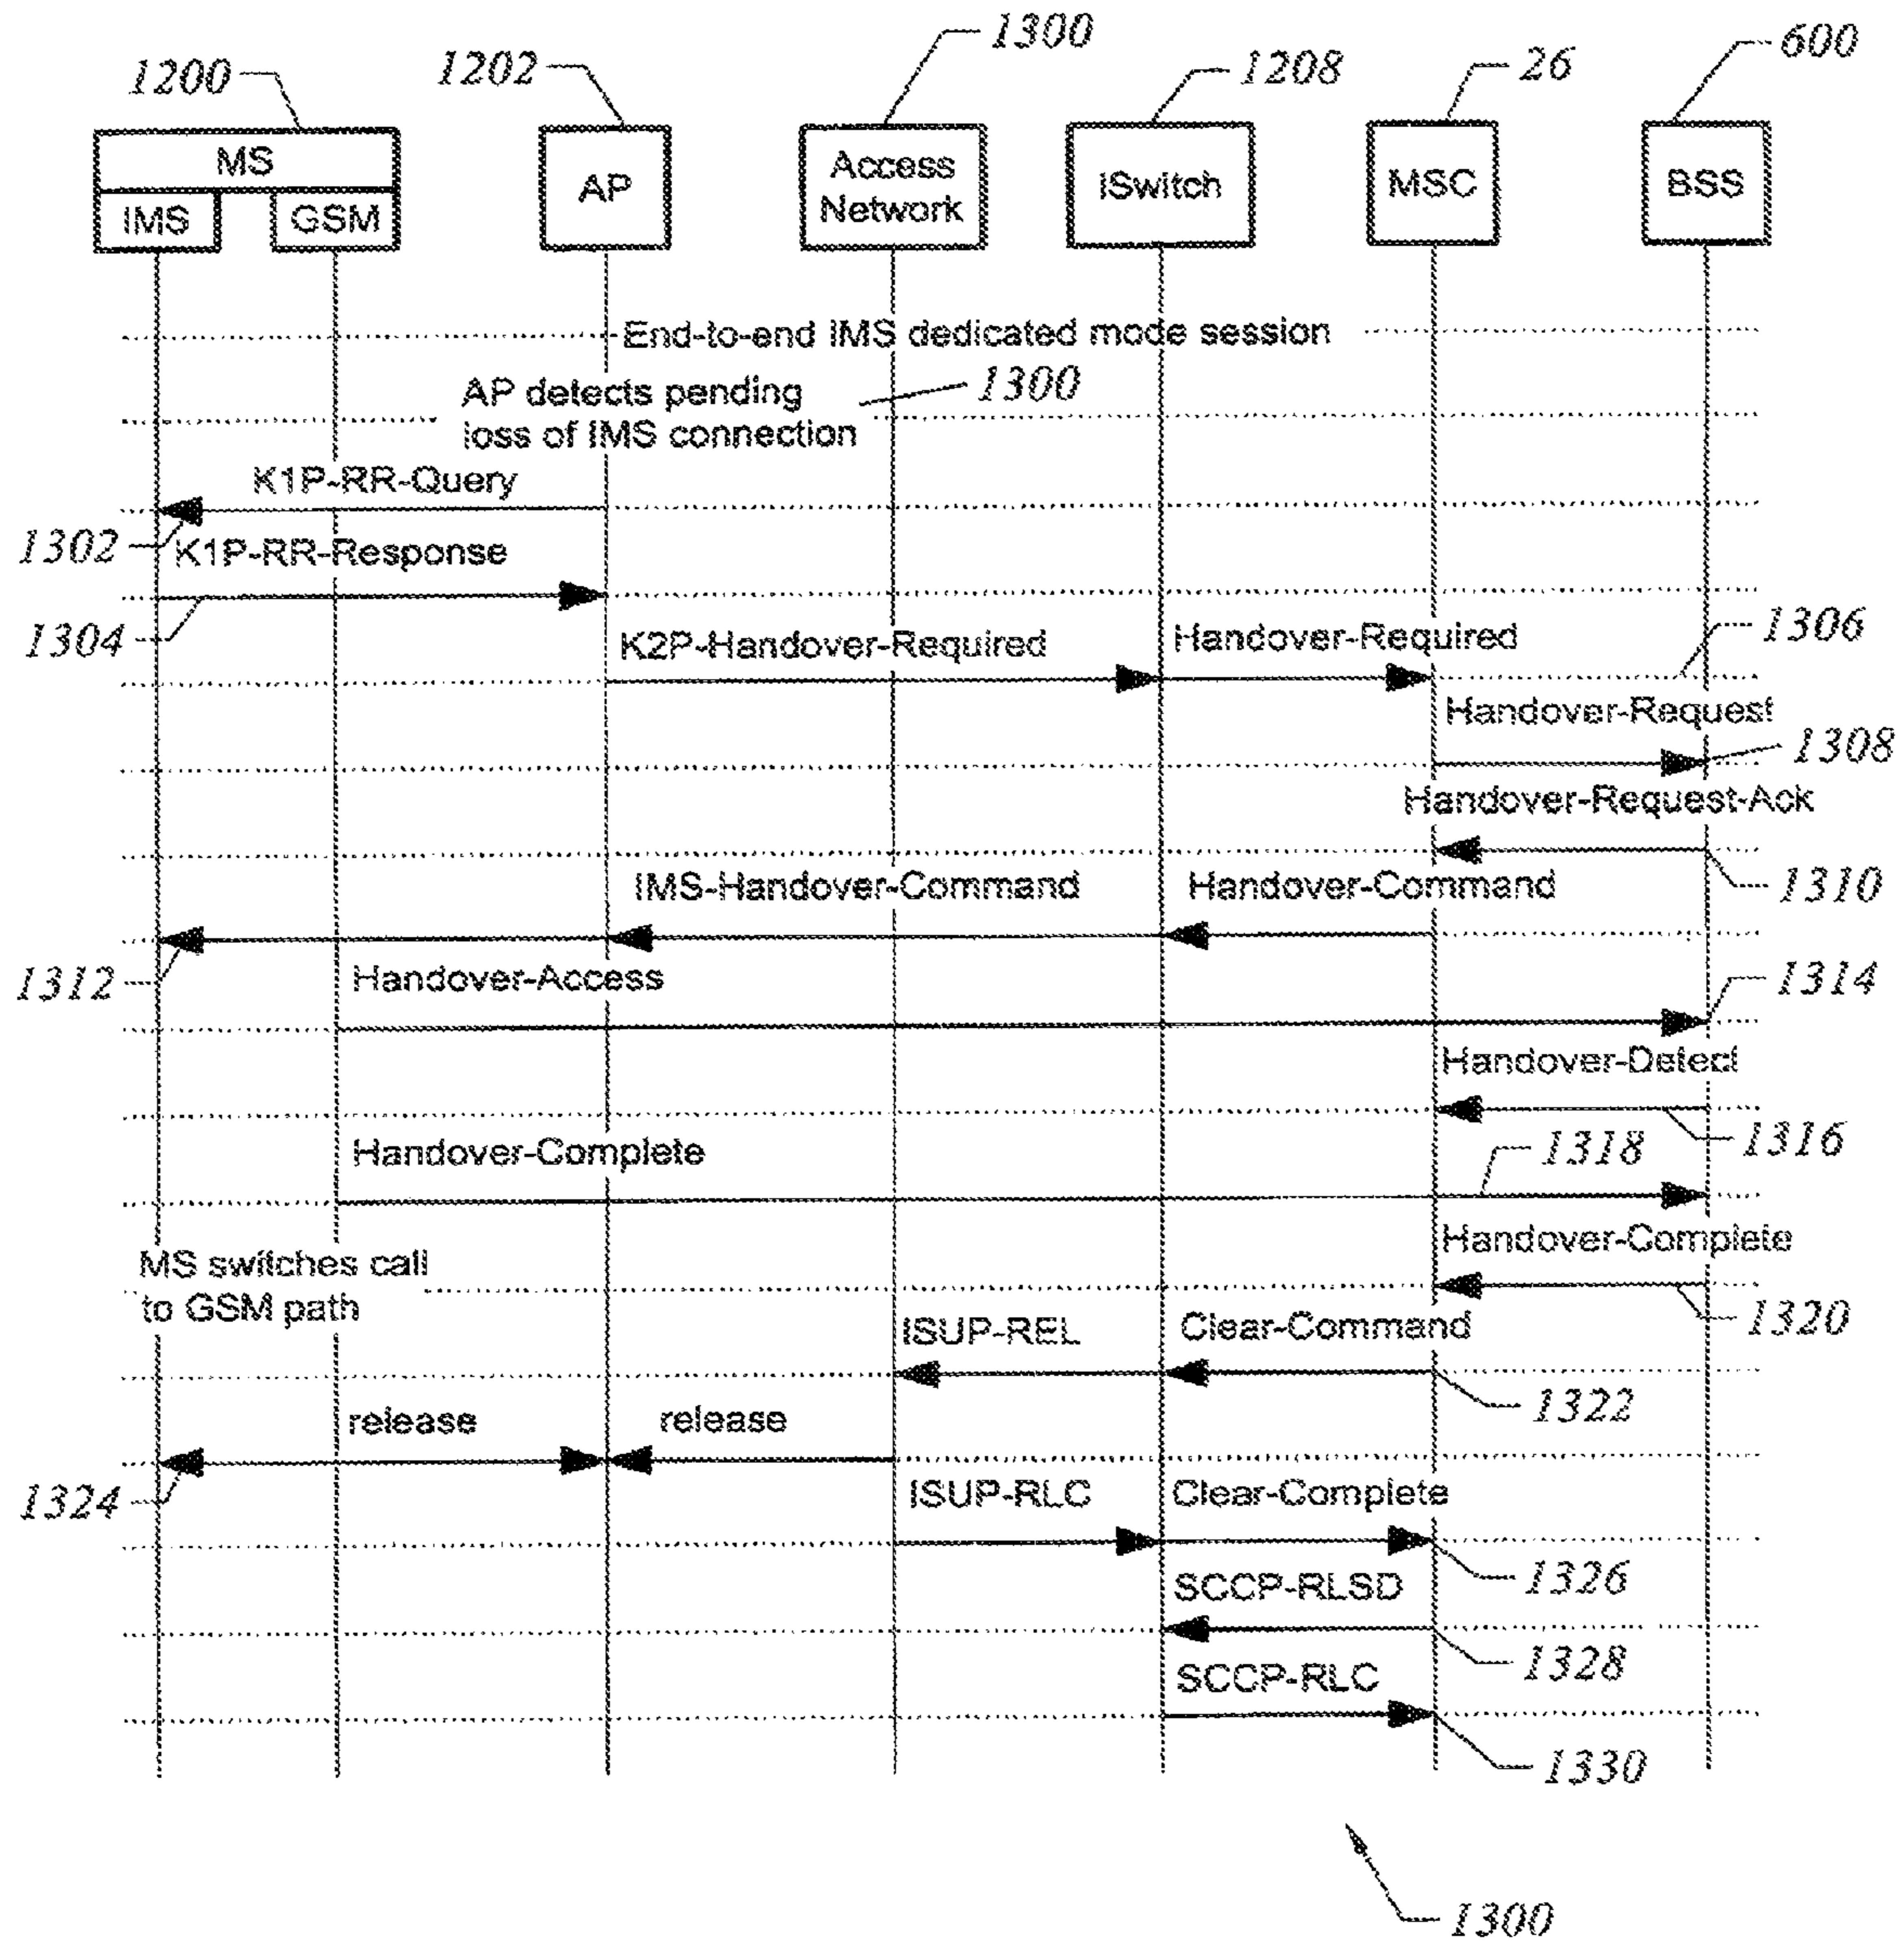 1200
1202
1300
1208
26
600
MS
IMS
GSM
AP
Access
Network
iSwitch
MSC
BSS
End-to-end IMS dedicated mode session
AP detects pending
loss of IMS connection
1300
K1P-RR-Query
1302
K1P-RR-Response
1304
K2P-Handover-Required
Handover-Required
1306
Handover-Request
1308
Handover-Request-Ack
1310
IMS-Handover-Command
Handover-Command
1312
Handover-Access
1314
Handover-Detect
1316
Handover-Complete
1318
Handover-Complete
1320
MS switches call
to GSM path
ISUP-REL
Clear-Command
1322
release
release
1324
ISUP-RLC
Clear-Complete
1326
SCCP-RLSD
1328
SCCP-RLC
1330
1300